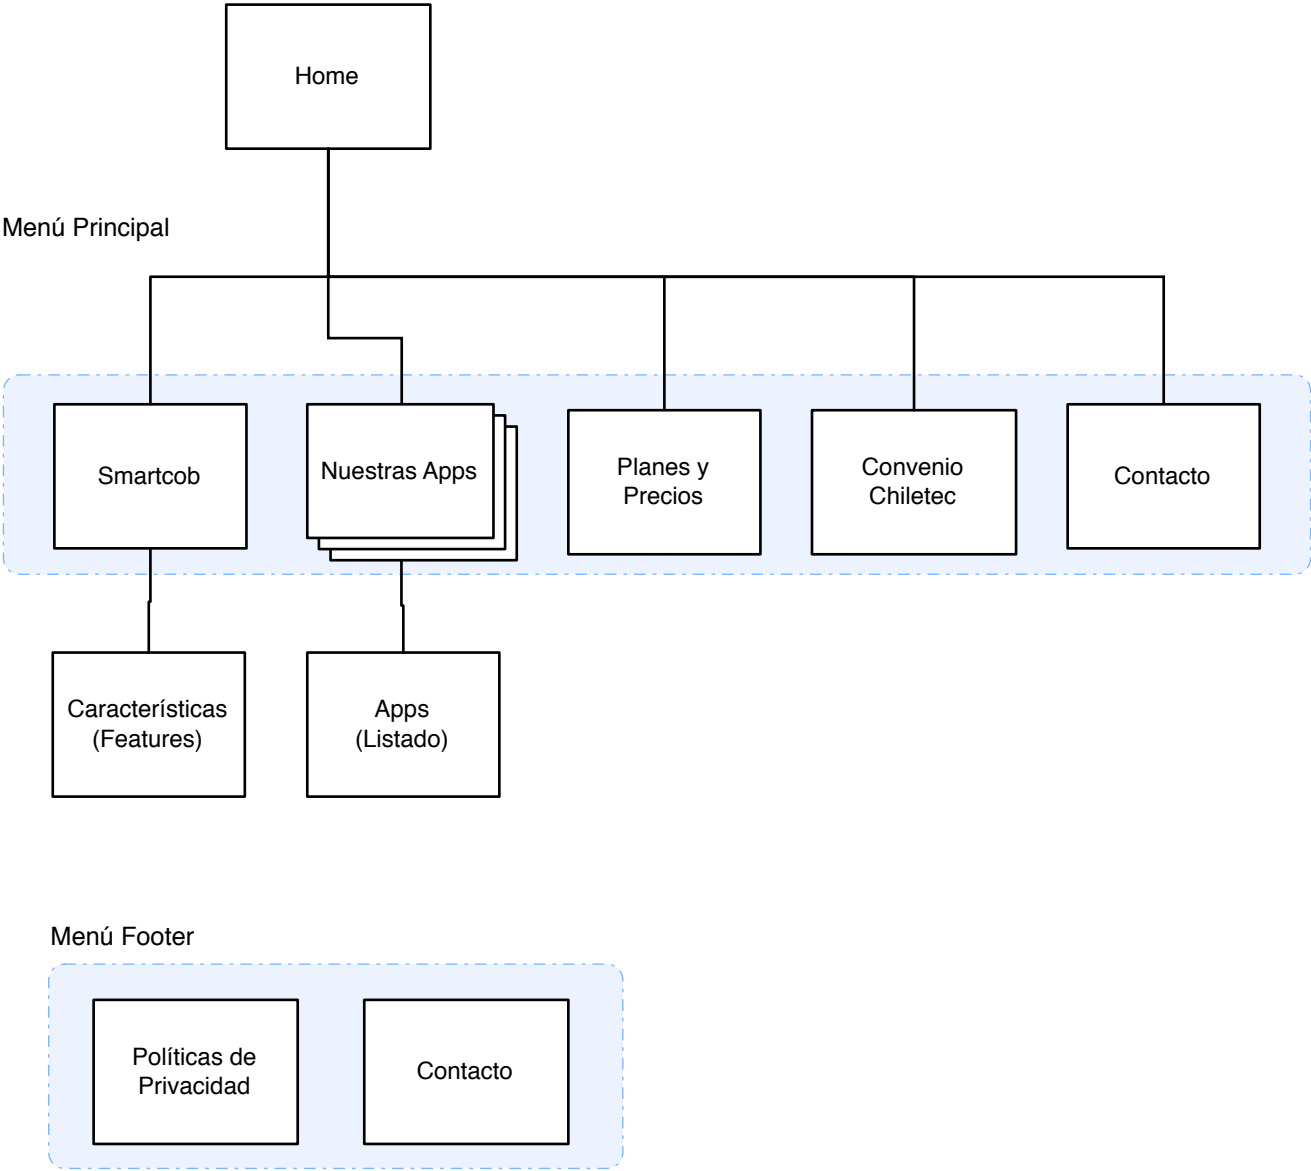 Home
Menú Principal
Smartcob
Nuestras Apps
Planes y
Precios
Convenio
Chiletec
Contacto
Características
(Features)
Apps
(Listado)
Menú Footer
Políticas de
Privacidad
Contacto